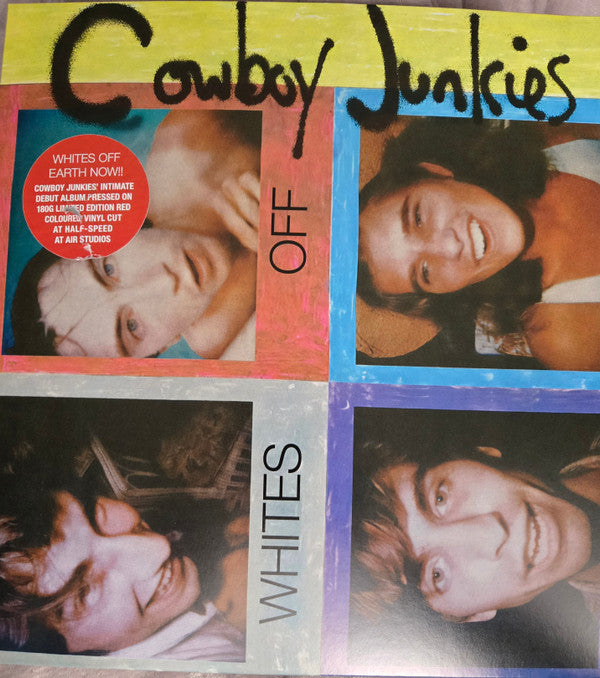 Cowboy Junkies
WHITES OFF
EARTH NOW!!
COWBOY JUNKIES' INTIMATE
DEBUT ALBUM PRESSED ON
180G LIMITED EDITION RED
COLOURED VINYL CUT
AT HALF-SPEED
AT AIR STUDIOS
WHITES OFF